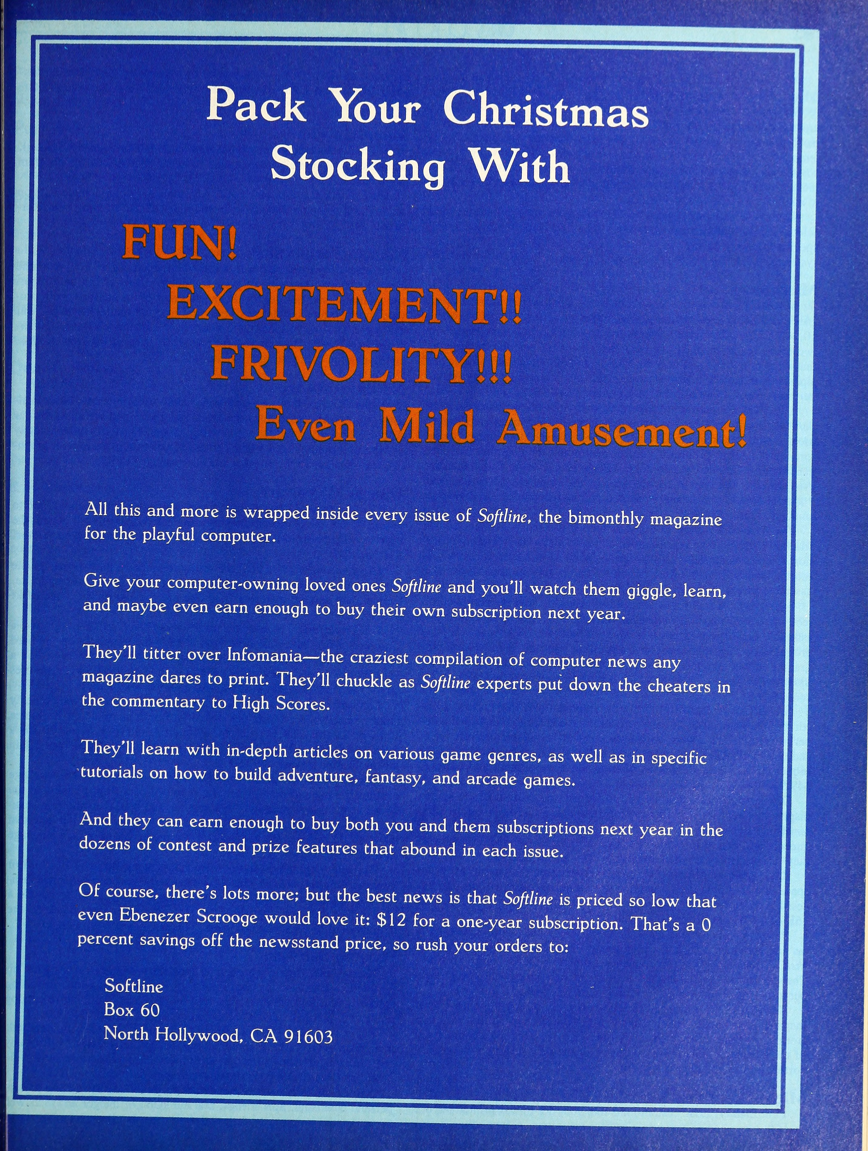 Pack Your Christmas
Stocking With
FUN!
EXCITEMENT!!
FRIVOLITY!!!
Even Mild Amusement!
All this and more is wrapped inside every issue of Softline, the bimonthly magazine
for the playful computer.
Give your computer-owning loved ones Softline and you'll watch them giggle, learn,
and maybe even earn enough to buy their own subscription next year.
They'll titter over Infomania—the craziest compilation of computer news any
magazine dares to print. They'll chuckle as Softline experts put down the cheaters in
the commentary to High Scores.
They'll learn with in-depth articles on various game genres, as well as in specific
tutorials on how to build adventure, fantasy, and arcade games.
And they can earn enough to buy both you and them subscriptions next year in the
dozens of contest and prize features that abound in each issue.
Of course, there's lots more; but the best news is that Softline is priced so low that
even Ebenezer Scrooge would love it: $12 for a one-year subscription. That's a 0
percent savings off the newsstand price, so rush your orders to:
Softline
Box 60
North Hollywood, CA 91603